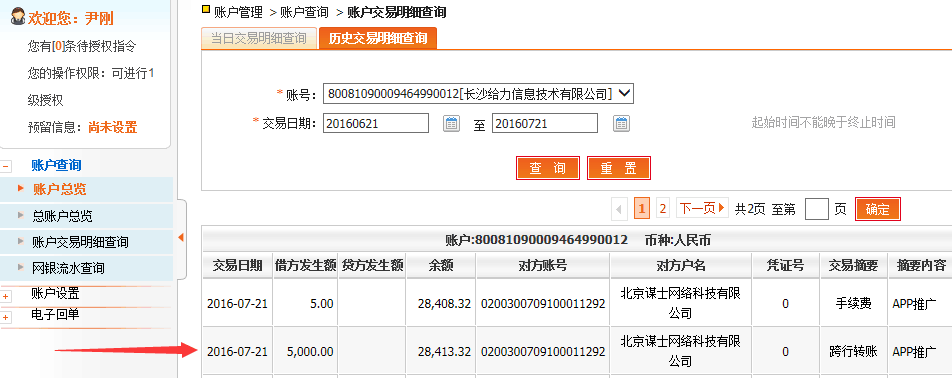 欢迎您：尹刚
您有[0]条待授权指令
您的操作权限：可进行1
级授权
预留信息：尚未设置
账户查询
账户总览
总账户总览
账户交易明细查询
网银流水查询
账户设置
电子回单
账户管理 > 账户查询 > 账户交易明细查询
当日交易明细查询 历史交易明细查询
* 账号： 80081090009464990012[长沙给力信息技术有限公司]
* 交易日期： 20160621 至 20160721 起始时间不能晚于终止时间
查 询 重 置
1 2 下一页 共2页 至第 页 确定
账户:80081090009464990012 币种:人民币
交易日期 借方发生额 贷方发生额 余额 对方账号 对方户名 凭证号 交易摘要 摘要内容
2016-07-21 5.00 28,408.32 0200300709100011292 北京谋士网络科技有限公司 0 手续费 APP推广
2016-07-21 5,000.00 28,413.32 0200300709100011292 北京谋士网络科技有限公司 0 跨行转账 APP推广